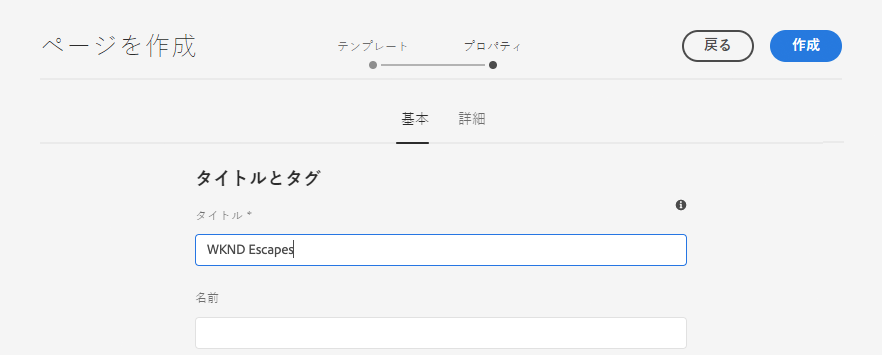 ページを作成
テンプレート プロパティ
戻る 作成
基本 詳細
タイトルとタグ
タイトル *
WKND Escapes
名前